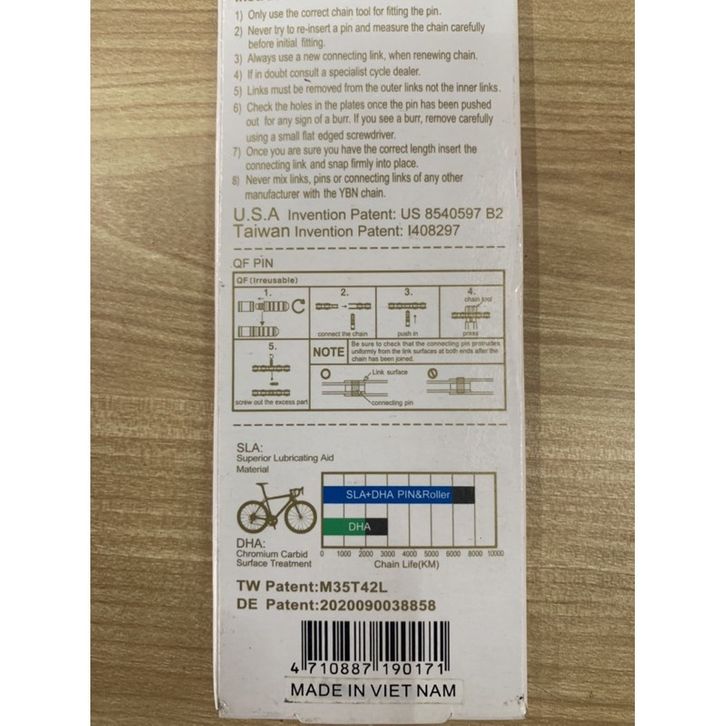 1) Only use the correct chain tool for fitting the pin.
2) Never try to re-insert a pin and measure the chain carefully
before initial fitting.
3) Always use a new connecting link, when renewing chain.
4) If in doubt consult a specialist cycle dealer.
5) Links must be removed from the outer links not the inner links.
6) Check the holes in the plates once the pin has been pushed
out for any sign of a burr. If you see a burr, remove carefully
using a small flat edged screwdriver.
7) Once you are sure you have the correct length insert the
connecting link and snap firmly into place.
8) Never mix links, pins or connecting links of any other
manufacturer with the YBN chain.
U.S.A Invention Patent: US 8540597 B2
Taiwan Invention Patent: I408297
QF PIN
QF (Irreusable)
1.
2.
connect the chain
3.
push in
4.
chain tool
press
5.
screw out the excess part
NOTE
Be sure to check that the connecting pin protrudes
uniformly from the link surfaces at both ends after the
chain has been joined.
Link surface
connecting pin
SLA:
Superior Lubricating Aid
Material
DHA:
Chromium Carbid
Surface Treatment
SLA+DHA PIN&Roller
DHA
0 1000 2000 3000 4000 5000 6000 8000 10000
Chain Life(KM)
TW Patent:M35T42L
DE Patent:2020090038858
4 710887 190171
MADE IN VIET NAM